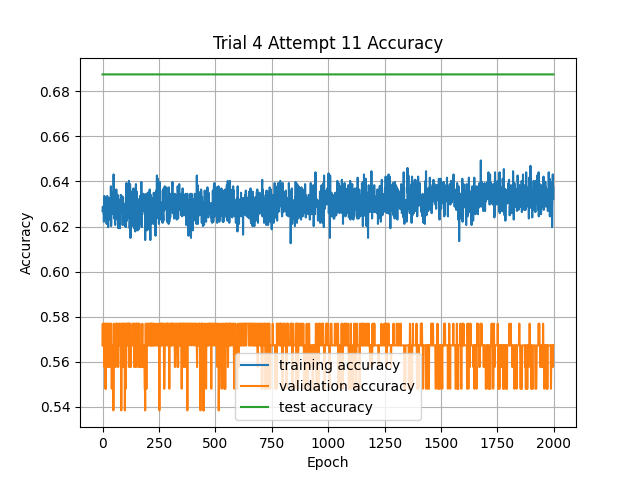 Trial 4 Attempt 11 Accuracy
Accuracy
0.68
0.66
0.64
0.62
0.60
0.58
0.56
0.54
training accuracy
validation accuracy
test accuracy
0 250 500 750 1000 1250 1500 1750 2000
Epoch